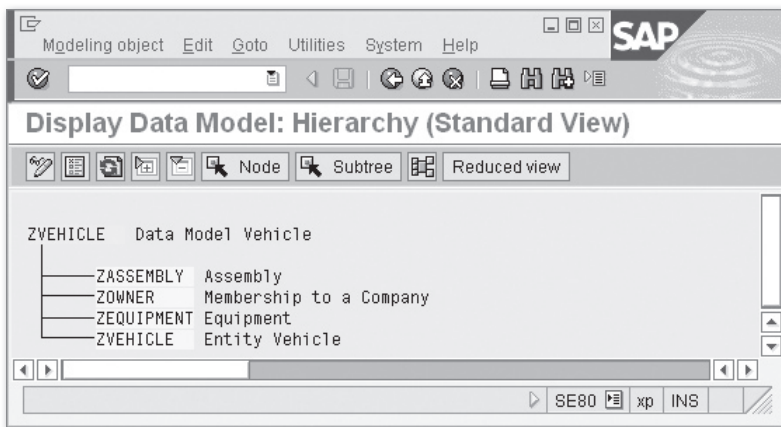 Modeling object Edit Goto Utilities System Help
SAP
Display Data Model: Hierarchy (Standard View)
Node Subtree Reduced view
ZVEHICLE Data Model Vehicle
ZASSEMBLY Assembly
ZOWNER Membership to a Company
ZEQUIPMENT Equipment
ZVEHICLE Entity Vehicle
SE80 xp INS